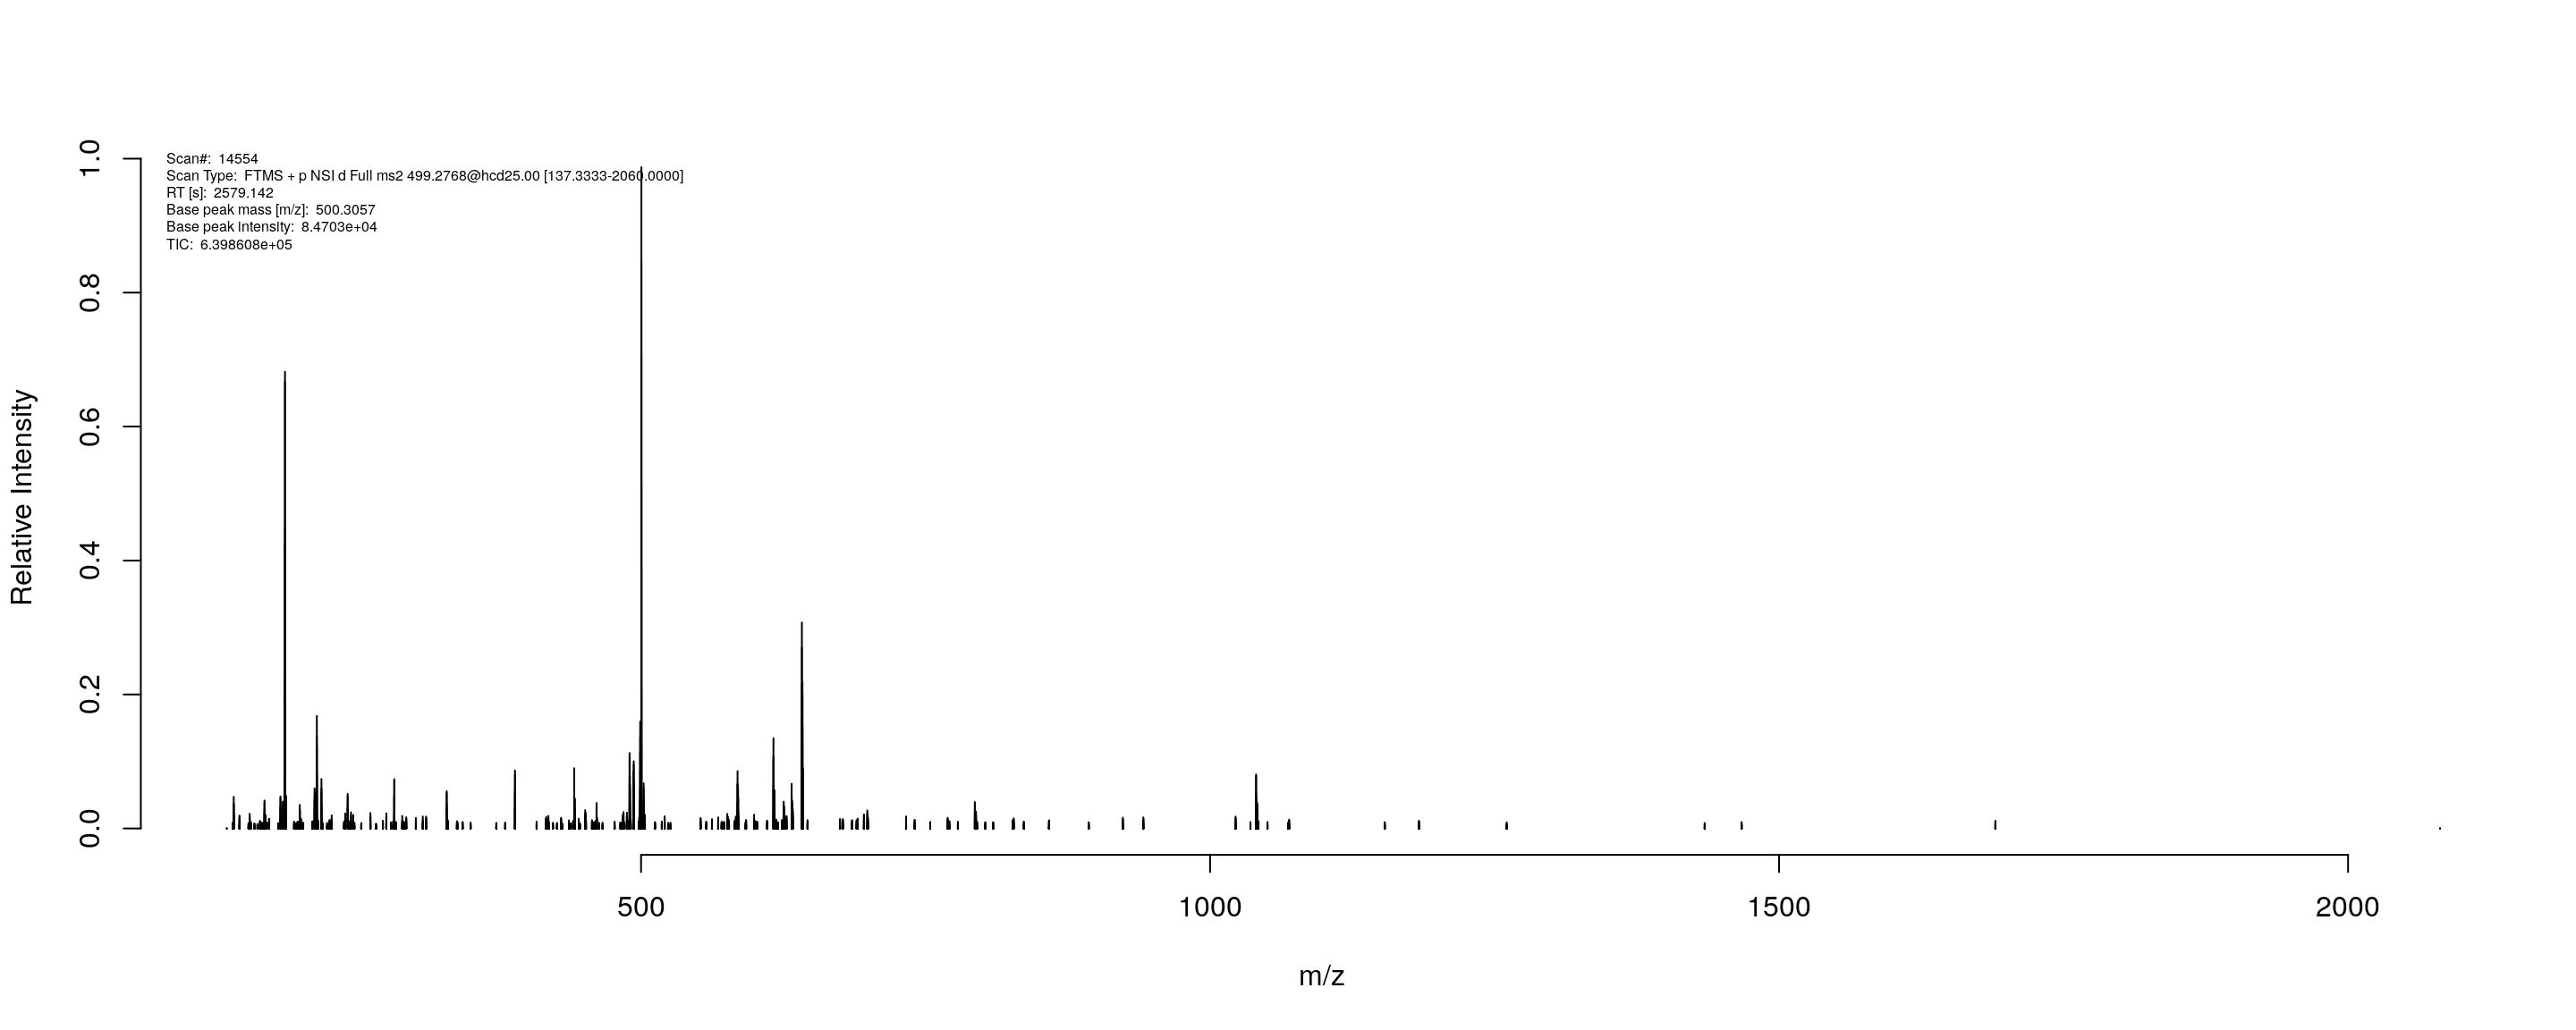 Scan#: 14554
Scan Type: FTMS + p NSI d Full ms2 499.2768@hcd25.00 [137.3333-2060.0000]
RT [s]: 2579.142
Base peak mass [m/z]: 500.3057
Base peak intensity: 8.4703e+04
TIC: 6.398608e+05
1.0
0.8
0.6
0.4
0.2
0.0
Relative Intensity
500 1000 1500 2000
m/z